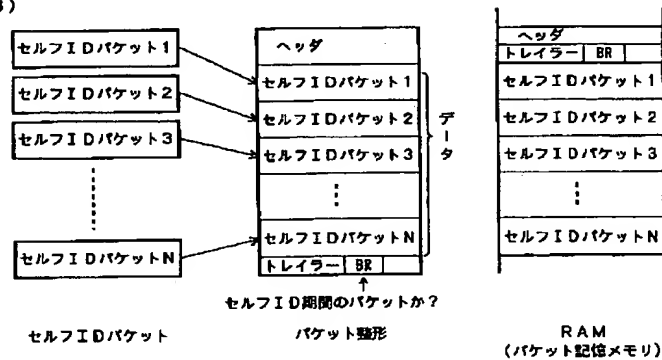 )
セルフIDパケット1
セルフIDパケット2
セルフIDパケット3
セルフIDパケットN
セルフIDパケット
ヘッダ
セルフIDパケット1
セルフIDパケット2
セルフIDパケット3
セルフIDパケットN
トレイラー BR
データ
セルフID期間のパケットか?
パケット整形
ヘッダ
トレイラー BR
セルフIDパケット1
セルフIDパケット2
セルフIDパケット3
セルフIDパケットN
RAM
(パケット記憶メモリ)